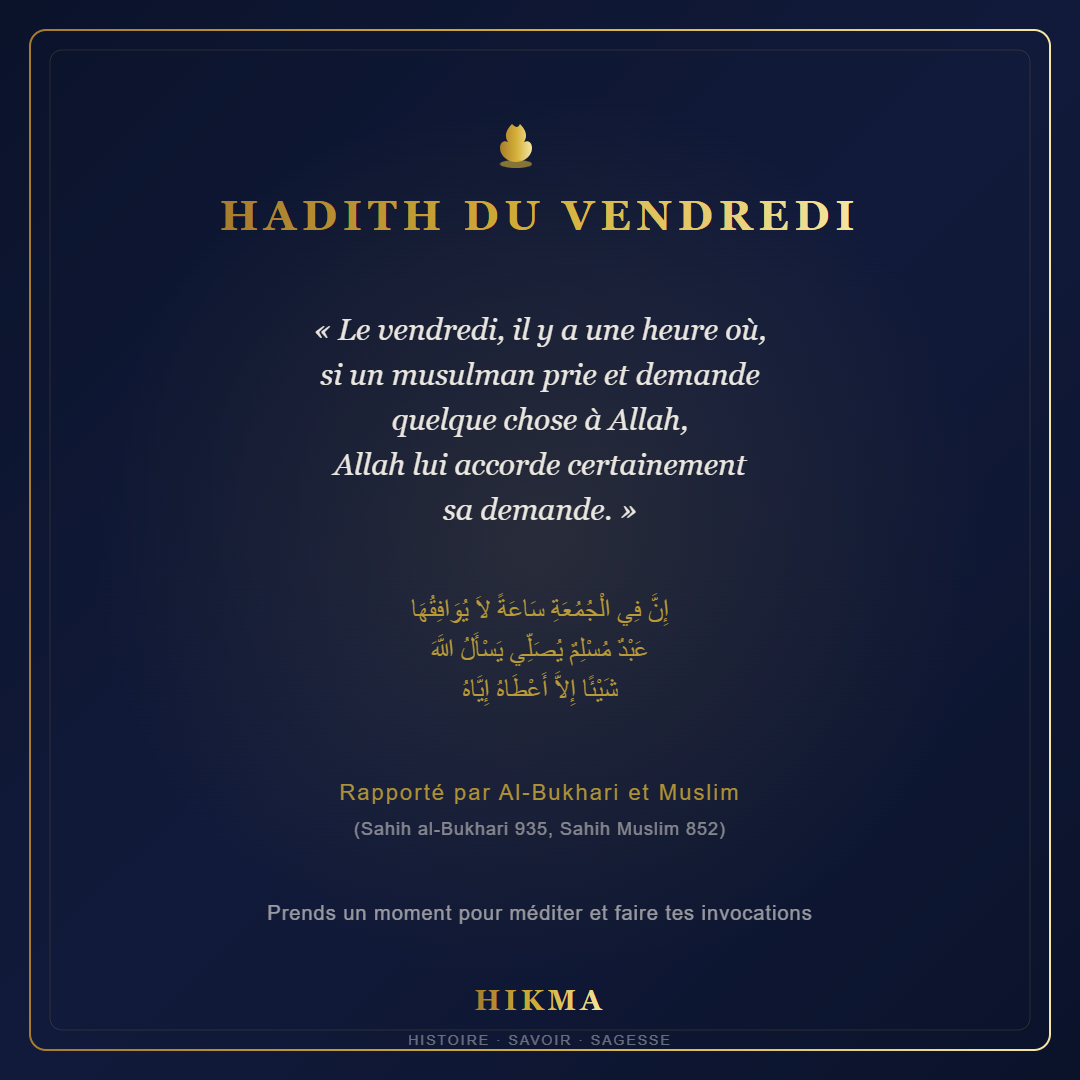 HADITH DU VENDREDI
« Le vendredi, il y a une heure où,
si un musulman prie et demande
quelque chose à Allah,
Allah lui accorde certainement
sa demande. »
إِنَّ فِي الْجُمُعَةِ سَاعَةً لاَ يُوَافِقُهَا
عَبْدٌ مُسْلِمٌ يُصَلِّي يَسْأَلُ اللَّهَ
شَيْئًا إِلاَّ أَعْطَاهُ إِيَّاهُ
Rapporté par Al-Bukhari et Muslim
(Sahih al-Bukhari 935, Sahih Muslim 852)
Prends un moment pour méditer et faire tes invocations
HIKMA
HISTOIRE · SAVOIR · SAGESSE